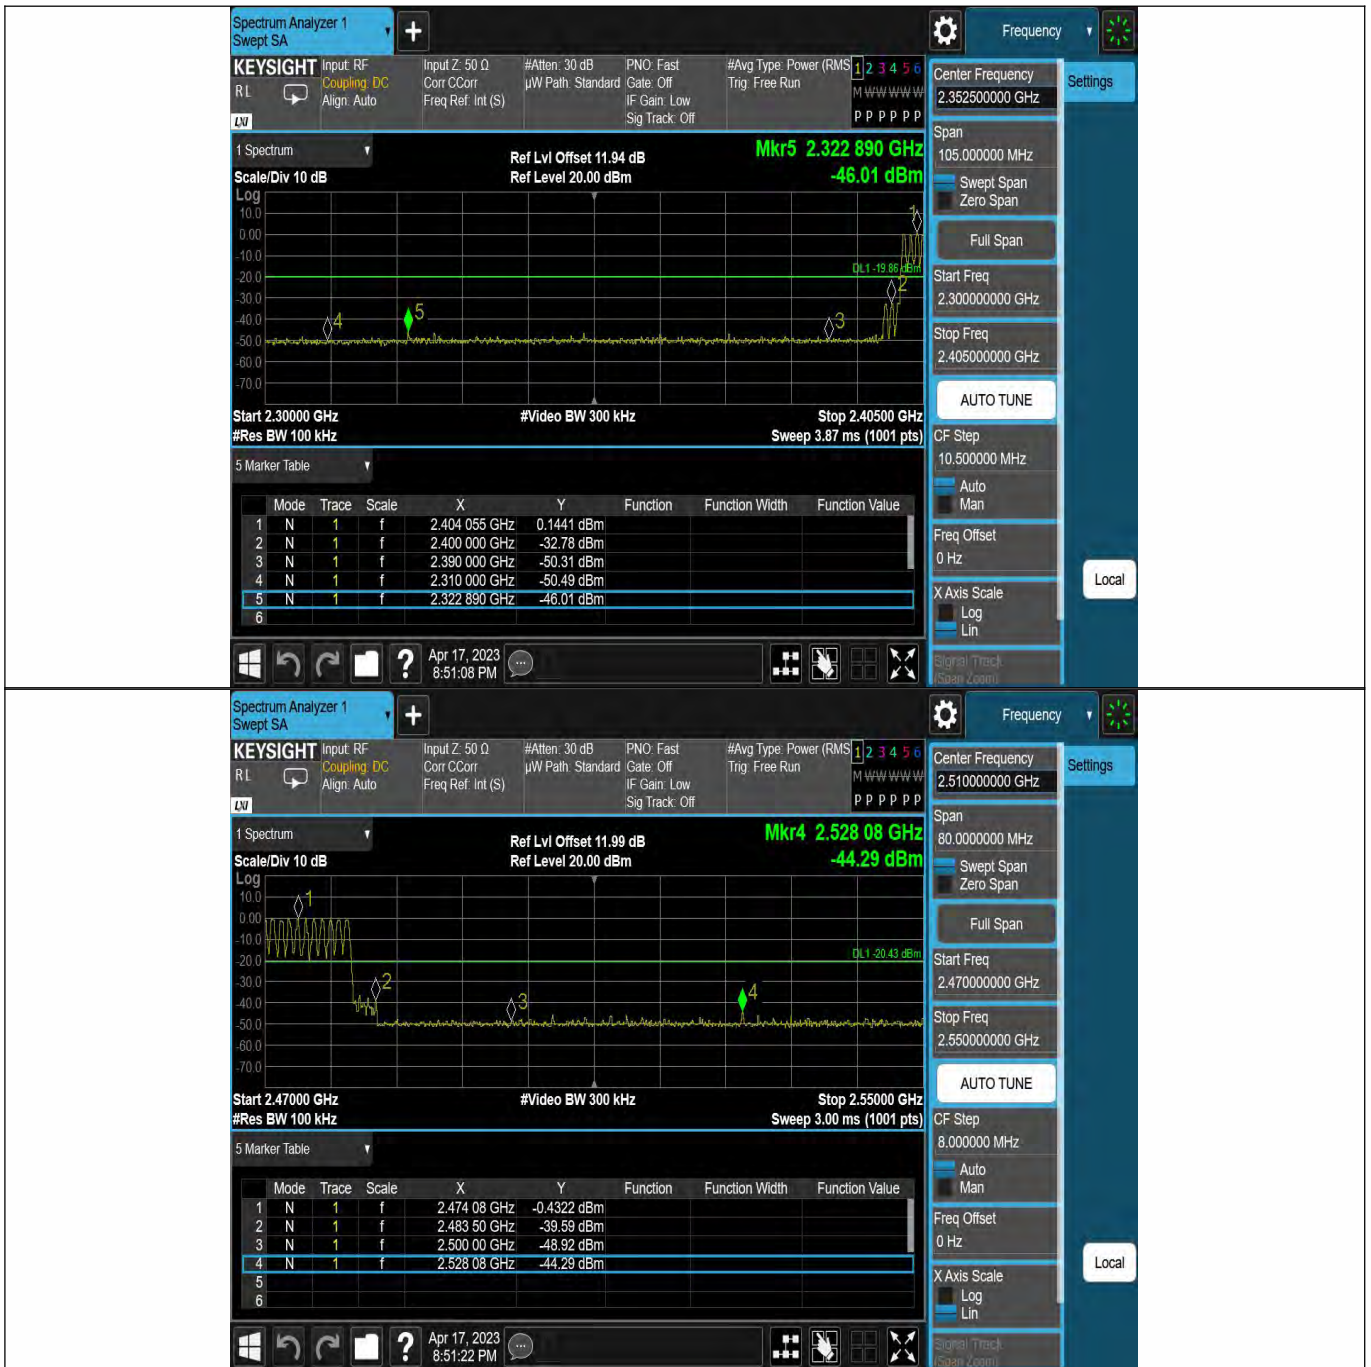 Spectrum Analyzer 1
Swept SA
+
Frequency
KEYSIGHT
RL
LXI
Input: RF
Coupling: DC
Align: Auto
Input Z: 50 Ω
Corr CCorr
Freq Ref: Int (S)
#Atten: 30 dB
µW Path: Standard
PNO: Fast
Gate: Off
IF Gain: Low
Sig Track: Off
#Avg Type: Power (RMS
Trig: Free Run
1 2 3 4 5 6
M W W W W W
P P P P P P
1 Spectrum
Scale/Div 10 dB
Ref Lvl Offset 11.94 dB
Ref Level 20.00 dBm
Mkr5 2.322 890 GHz
-46.01 dBm
Log
10.0
0.00
-10.0
-20.0
-30.0
-40.0
-50.0
-60.0
-70.0
1
DL1 -19.86 dBm
2
3
4
5
Start 2.30000 GHz
#Res BW 100 kHz
#Video BW 300 kHz
Stop 2.40500 GHz
Sweep 3.87 ms (1001 pts)
5 Marker Table
Mode Trace Scale X Y Function Function Width Function Value
1 N 1 f 2.404 055 GHz 0.1441 dBm
2 N 1 f 2.400 000 GHz -32.78 dBm
3 N 1 f 2.390 000 GHz -50.31 dBm
4 N 1 f 2.310 000 GHz -50.49 dBm
5 N 1 f 2.322 890 GHz -46.01 dBm
6
?
Apr 17, 2023
8:51:08 PM
Center Frequency
2.352500000 GHz
Settings
Span
105.000000 MHz
Swept Span
Zero Span
Full Span
Start Freq
2.300000000 GHz
Stop Freq
2.405000000 GHz
AUTO TUNE
CF Step
10.500000 MHz
Auto
Man
Freq Offset
0 Hz
X Axis Scale
Log
Lin
Local
Signal Track
(Span Zoom)
Spectrum Analyzer 1
Swept SA
+
Frequency
KEYSIGHT
RL
LXI
Input: RF
Coupling: DC
Align: Auto
Input Z: 50 Ω
Corr CCorr
Freq Ref: Int (S)
#Atten: 30 dB
µW Path: Standard
PNO: Fast
Gate: Off
IF Gain: Low
Sig Track: Off
#Avg Type: Power (RMS
Trig: Free Run
1 2 3 4 5 6
M W W W W W
P P P P P P
1 Spectrum
Scale/Div 10 dB
Ref Lvl Offset 11.99 dB
Ref Level 20.00 dBm
Mkr4 2.528 08 GHz
-44.29 dBm
Log
10.0
0.00
-10.0
-20.0
-30.0
-40.0
-50.0
-60.0
-70.0
1
DL1 -20.43 dBm
2
3
4
Start 2.47000 GHz
#Res BW 100 kHz
#Video BW 300 kHz
Stop 2.55000 GHz
Sweep 3.00 ms (1001 pts)
5 Marker Table
Mode Trace Scale X Y Function Function Width Function Value
1 N 1 f 2.474 08 GHz -0.4322 dBm
2 N 1 f 2.483 50 GHz -39.59 dBm
3 N 1 f 2.500 00 GHz -48.92 dBm
4 N 1 f 2.528 08 GHz -44.29 dBm
5
6
?
Apr 17, 2023
8:51:22 PM
Center Frequency
2.510000000 GHz
Settings
Span
80.0000000 MHz
Swept Span
Zero Span
Full Span
Start Freq
2.470000000 GHz
Stop Freq
2.550000000 GHz
AUTO TUNE
CF Step
8.000000 MHz
Auto
Man
Freq Offset
0 Hz
X Axis Scale
Log
Lin
Local
Signal Track
(Span Zoom)